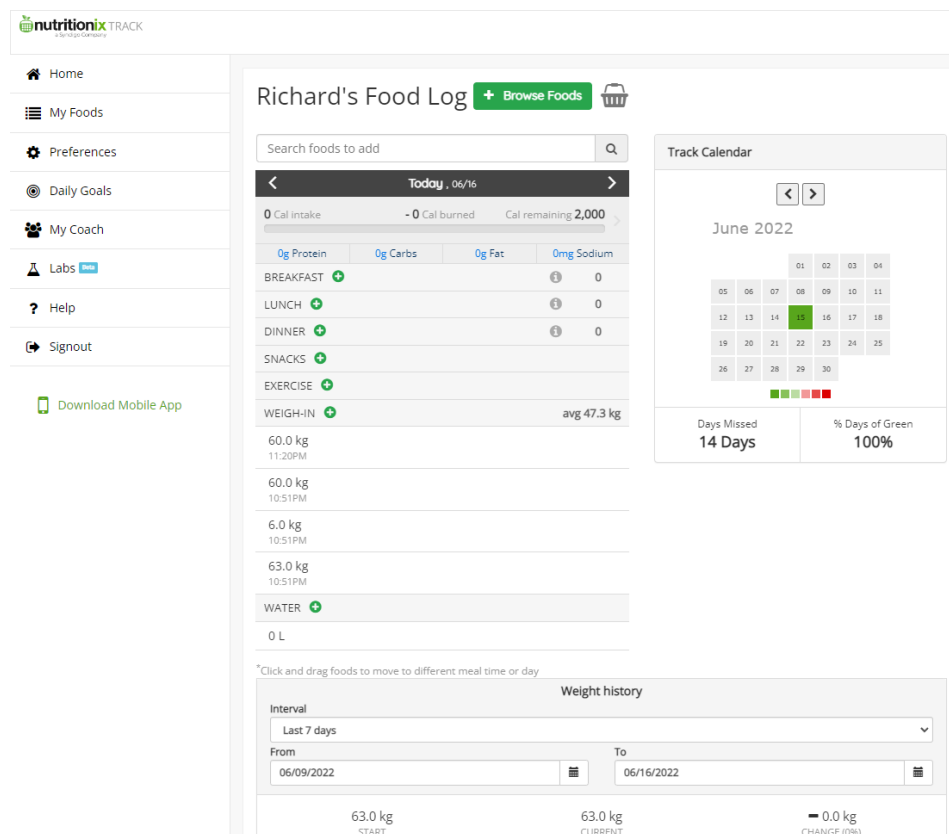 nutritionix TRACK
a Syndigo Company
Home
My Foods
Preferences
Daily Goals
My Coach
Labs Beta
Help
Signout
Download Mobile App
Richard's Food Log
Browse Foods
Search foods to add
Today , 06/16
0 Cal intake - 0 Cal burned Cal remaining 2,000
0g Protein 0g Carbs 0g Fat 0mg Sodium
BREAKFAST 0
LUNCH 0
DINNER 0
SNACKS
EXERCISE
WEIGH-IN avg 47.3 kg
60.0 kg
11:20PM
60.0 kg
10:51PM
6.0 kg
10:51PM
63.0 kg
10:51PM
WATER
0 L
*Click and drag foods to move to different meal time or day
Track Calendar
June 2022
01 02 03 04
05 06 07 08 09 10 11
12 13 14 15 16 17 18
19 20 21 22 23 24 25
26 27 28 29 30
Days Missed % Days of Green
14 Days 100%
Weight history
Interval
Last 7 days
From To
06/09/2022 06/16/2022
63.0 kg 63.0 kg 0.0 kg
START CURRENT CHANGE (0%)